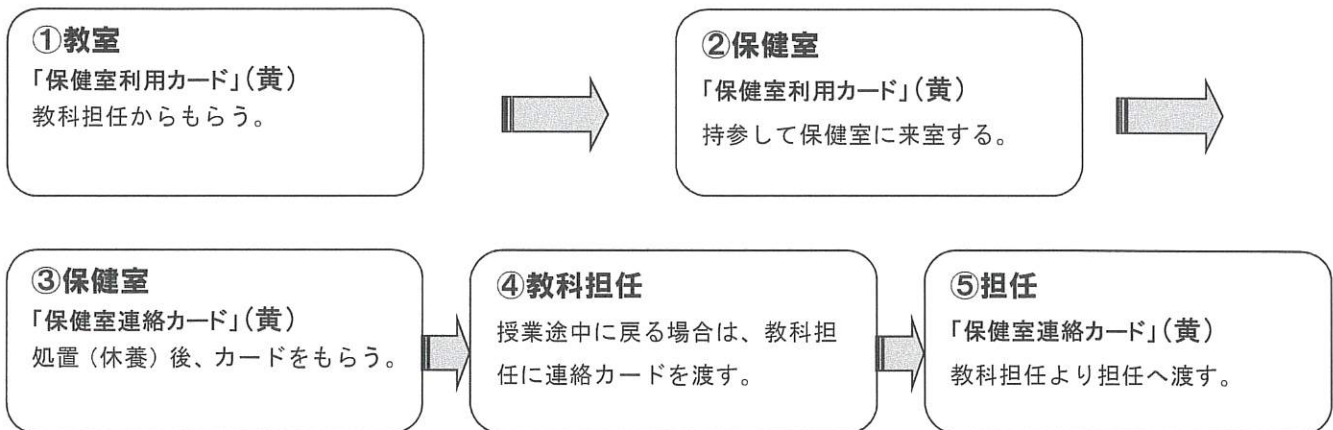 ①教室
「保健室利用カード」(黄)
教科担任からもらう。
②保健室
「保健室利用カード」(黄)
持参して保健室に来室する。
③保健室
「保健室連絡カード」(黄)
処置(休養)後、カードをもらう。
④教科担任
授業途中に戻る場合は、教科担
任に連絡カードを渡す。
⑤担任
「保健室連絡カード」(黄)
教科担任より担任へ渡す。